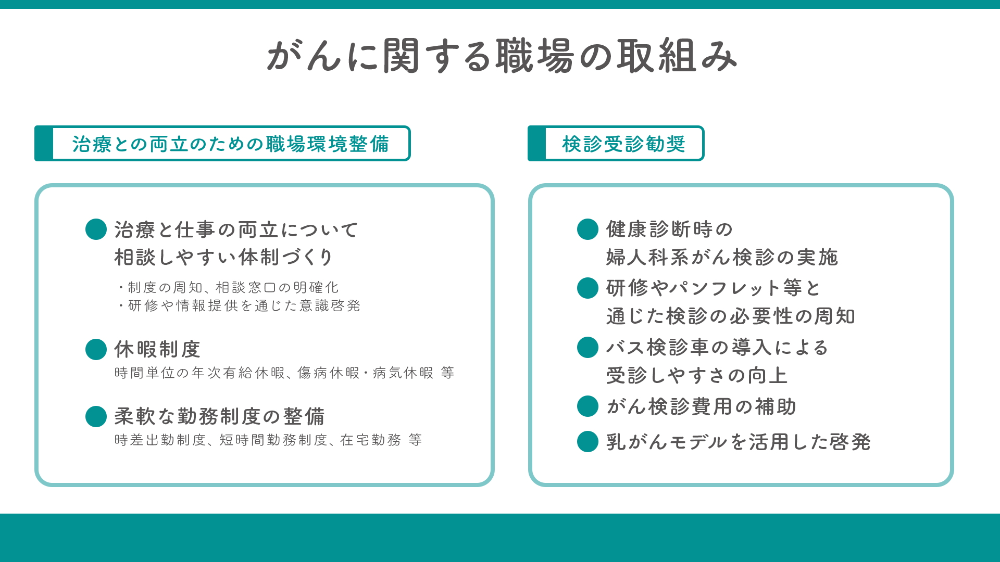 がんに関する職場の取組み
治療との両立のための職場環境整備
●治療と仕事の両立について
相談しやすい体制づくり
・制度の周知、相談窓口の明確化
・研修や情報提供を通じた意識啓発
●休暇制度
時間単位の年次有給休暇、傷病休暇・病気休暇 等
●柔軟な勤務制度の整備
時差出勤制度、短時間勤務制度、在宅勤務 等
検診受診勧奨
●健康診断時の
婦人科系がん検診の実施
●研修やパンフレット等と
通じた検診の必要性の周知
●バス検診車の導入による
受診しやすさの向上
●がん検診費用の補助
●乳がんモデルを活用した啓発